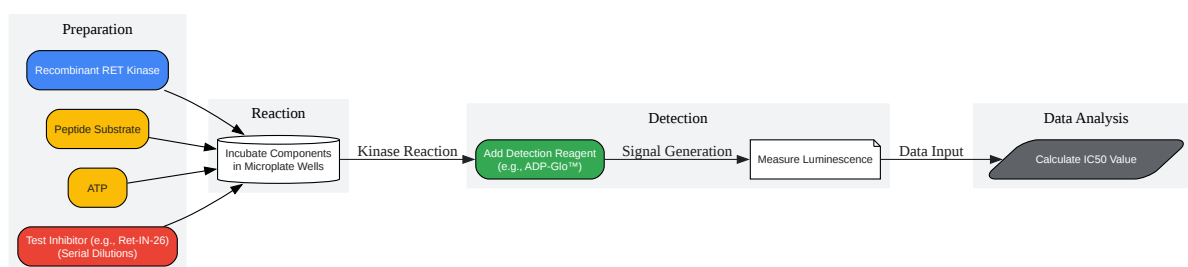 Preparation
Recombinant RET Kinase
Peptide Substrate
ATP
Test Inhibitor (e.g., Ret-IN-26)
(Serial Dilutions)
Reaction
Incubate Components
in Microplate Wells
Kinase Reaction
Detection
Add Detection Reagent
(e.g., ADP-Glo™)
Signal Generation
Measure Luminescence
Data Input
Data Analysis
Calculate IC50 Value